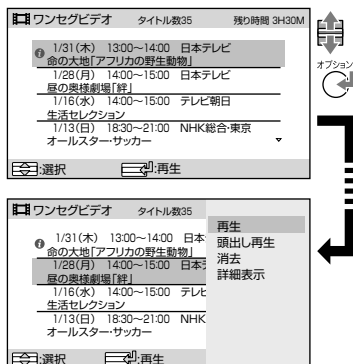 ワンセグビデオ タイトル数35 残り時間 3H30M
1/31(木) 13:00~14:00 日本テレビ
命の大地「アフリカの野生動物」
1/28(月) 14:00~15:00 日本テレビ
昼の奥様劇場「絆」
1/16(水) 14:00~15:00 テレビ朝日
生活セレクション
1/13(日) 18:30~21:00 NHK総合・東京
オールスター・サッカー
:選択 :再生
オプション
ワンセグビデオ タイトル数35
1/31(木) 13:00~14:00 日本
命の大地「アフリカの野生動物」
1/28(月) 14:00~15:00 日本テ
昼の奥様劇場「絆」
1/16(水) 14:00~15:00 テレビ
生活セレクション
1/13(日) 18:30~21:00 NHK
オールスター・サッカー
:選択 :再生
再生
頭出し再生
消去
詳細表示